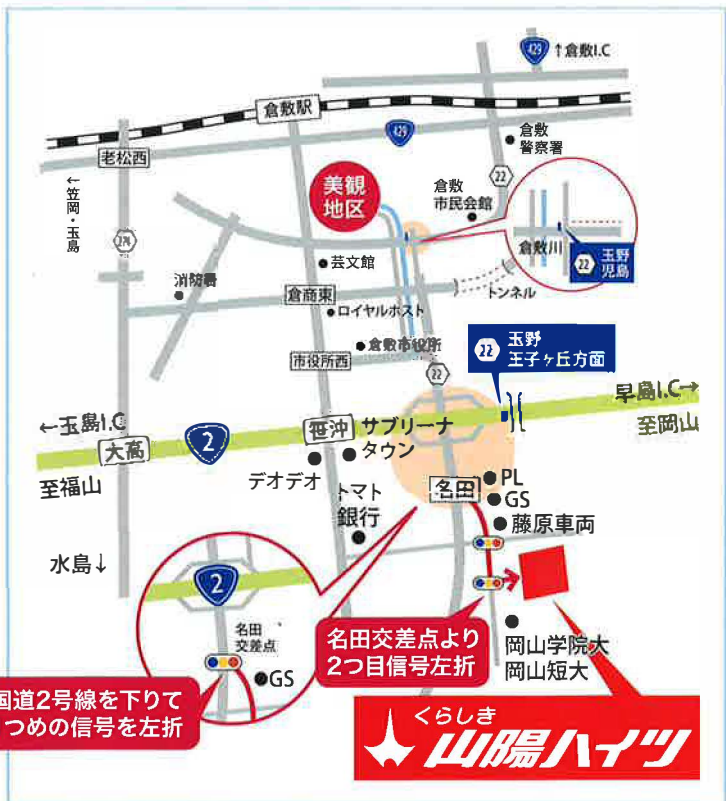 429
↑倉敷I.C
倉敷駅
429
倉敷
警察署
老松西
22
美観
地区
倉敷
市民会館
←笠岡・玉島
倉敷川
22
玉野
児島
芸文館
消防署
倉商東
トンネル
ロイヤルホスト
倉敷市役所
市役所西
22
22
玉野
王子ヶ丘方面
早島I.C→
至岡山
←玉島I.C
大高
2
笹沖
サブリーナ
タウン
至福山
デオデオ
名田
PL
GS
トマト
銀行
藤原車両
水島↓
2
名田
交差点
GS
名田交差点より
2つ目信号左折
岡山学院大
岡山短大
国道2号線を下りて
つめの信号を左折
くらしき
山陽ハイツ